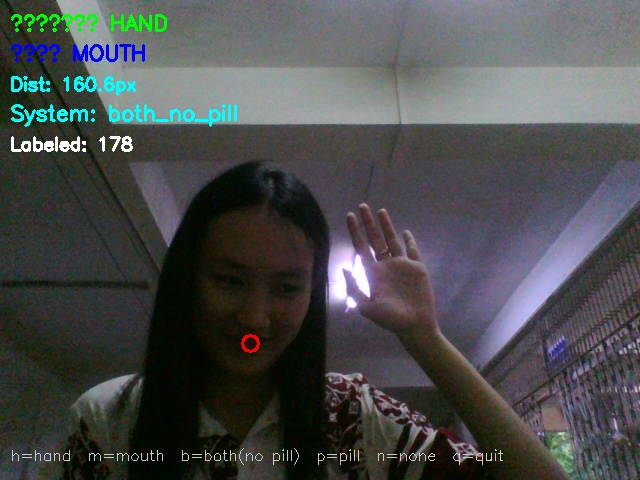 ??????? HAND
???? MOUTH
Dist: 160.6px
System: both_no_pill
Labeled: 178
h=hand m=mouth b=both(no pill) p=pill n=none q=quit